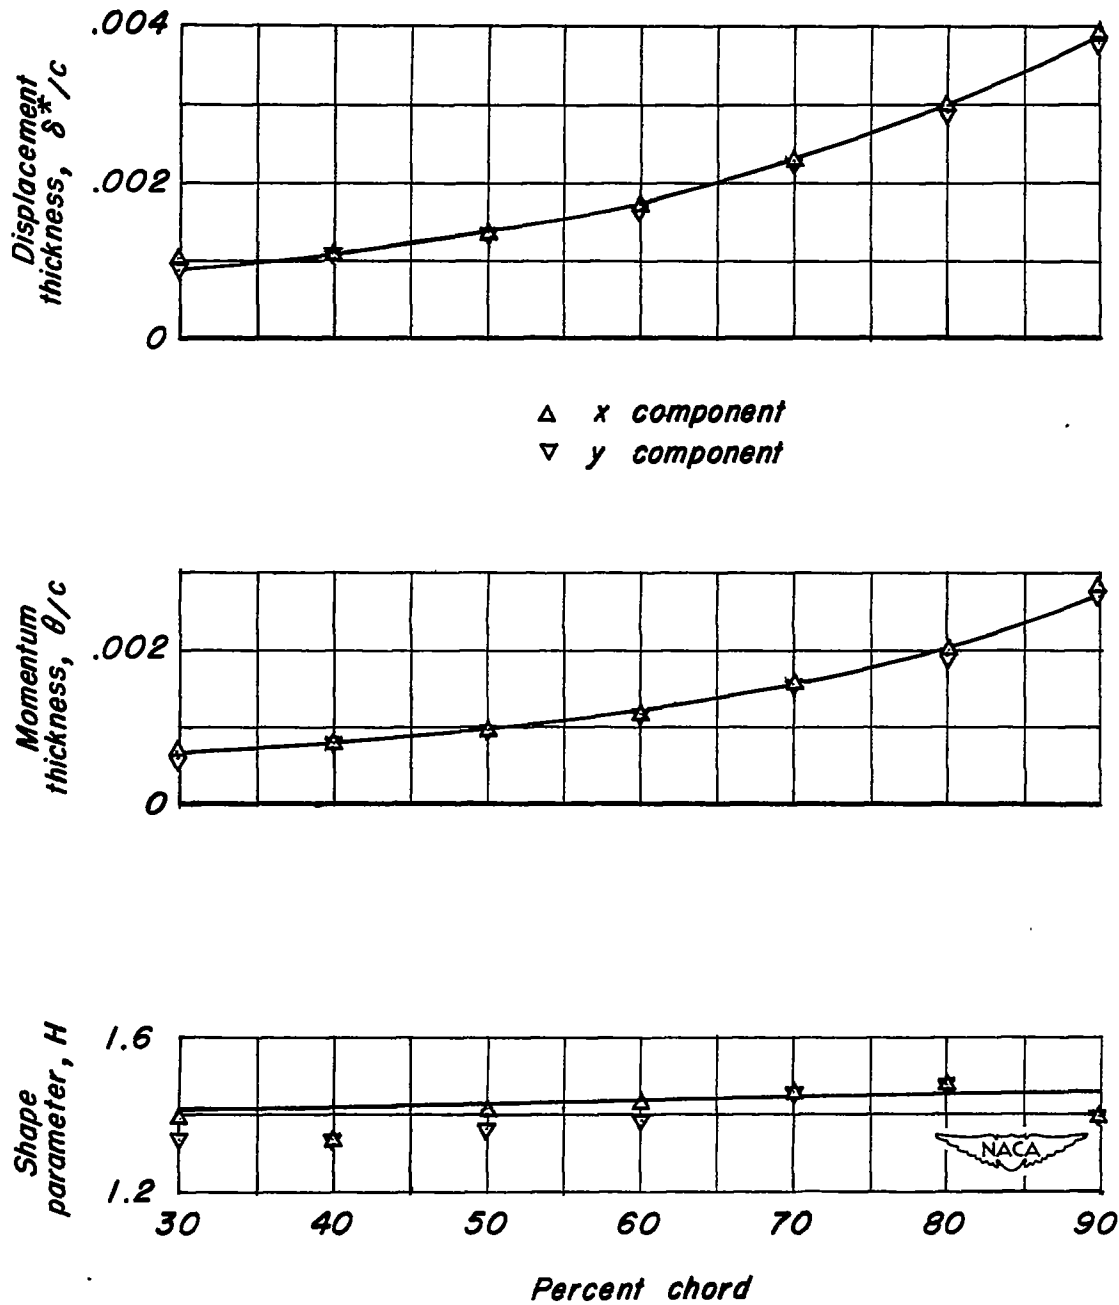 .004
Displacement
thickness, δ*/c
.002
0
△ x component
▽ y component
Momentum
thickness, θ/c
.002
0
Shape
parameter, H
1.6
1.2
NACA
30 40 50 60 70 80 90
Percent chord